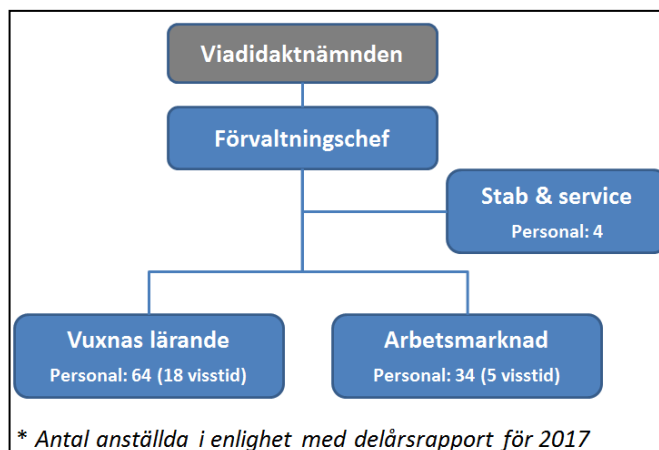 Viadidaktnämnden
Förvaltningschef
Stab & service
Personal: 4
Vuxnas lärande
Personal: 64 (18 visstid)
Arbetsmarknad
Personal: 34 (5 visstid)
* Antal anställda i enlighet med delårsrapport för 2017